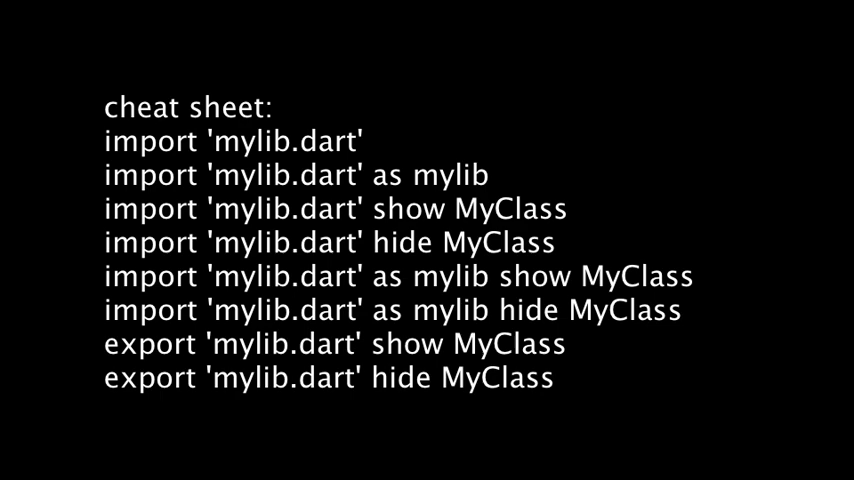 cheat sheet:
import 'mylib.dart'
import 'mylib.dart' as mylib
import 'mylib.dart' show MyClass
import 'mylib.dart' hide MyClass
import 'mylib.dart' as mylib show MyClass
import 'mylib.dart' as mylib hide MyClass
export 'mylib.dart' show MyClass
export 'mylib.dart' hide MyClass